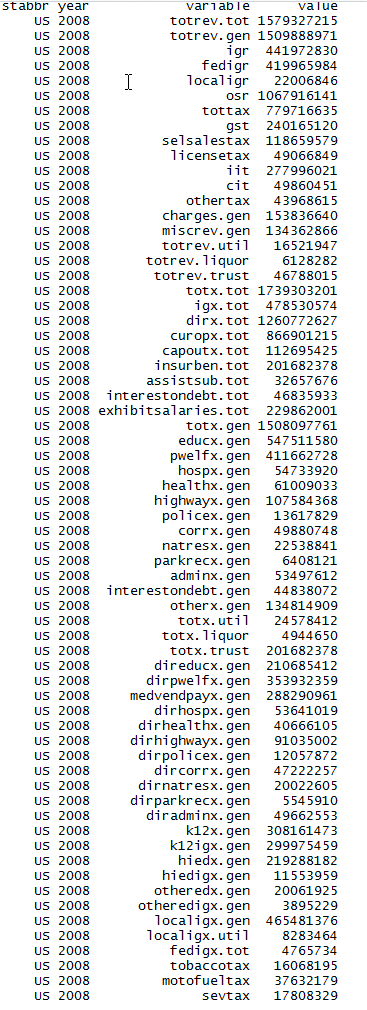 stabbr year variable value
US 2008 totrev.tot 1579327215
US 2008 totrev.gen 1509888971
US 2008 igr 441972830
US 2008 fedigr 419965984
US 2008 localigr 22006846
US 2008 osr 1067916141
US 2008 tottax 779716635
US 2008 gst 240165120
US 2008 selsalestax 118659579
US 2008 licensetax 49066849
US 2008 iit 277996021
US 2008 cit 49860451
US 2008 othertax 43968615
US 2008 charges.gen 153836640
US 2008 miscrev.gen 134362866
US 2008 totrev.util 16521947
US 2008 totrev.liquor 6128282
US 2008 totrev.trust 46788015
US 2008 totx.tot 1739303201
US 2008 igx.tot 478530574
US 2008 dirx.tot 1260772627
US 2008 curopx.tot 866901215
US 2008 capoutx.tot 112695425
US 2008 insurben.tot 201682378
US 2008 assistsub.tot 32657676
US 2008 interestondebt.tot 46835933
US 2008 exhibitsalaries.tot 229862001
US 2008 totx.gen 1508097761
US 2008 educx.gen 547511580
US 2008 pwelfx.gen 411662728
US 2008 hospx.gen 54733920
US 2008 healthx.gen 61009033
US 2008 highwayx.gen 107584368
US 2008 policex.gen 13617829
US 2008 corrx.gen 49880748
US 2008 natresx.gen 22538841
US 2008 parkrecx.gen 6408121
US 2008 adminx.gen 53497612
US 2008 interestondebt.gen 44838072
US 2008 otherx.gen 134814909
US 2008 totx.util 24578412
US 2008 totx.liquor 4944650
US 2008 totx.trust 201682378
US 2008 direducx.gen 210685412
US 2008 dirpwelfx.gen 353932359
US 2008 medvendpayx.gen 288290961
US 2008 dirhospx.gen 53641019
US 2008 dirhealthx.gen 40666105
US 2008 dirhighwayx.gen 91035002
US 2008 dirpolicex.gen 12057872
US 2008 dircorrx.gen 47222257
US 2008 dirnatresx.gen 20022605
US 2008 dirparkrecx.gen 5545910
US 2008 diradminx.gen 49662553
US 2008 k12x.gen 308161473
US 2008 k12igx.gen 299975459
US 2008 hiedx.gen 219288182
US 2008 hiedigx.gen 11553959
US 2008 otheredx.gen 20061925
US 2008 otheredigx.gen 3895229
US 2008 localigx.gen 465481376
US 2008 localigx.util 8283464
US 2008 fedigx.tot 4765734
US 2008 tobaccotax 16068195
US 2008 motofueltax 37632179
US 2008 sevtax 17808329